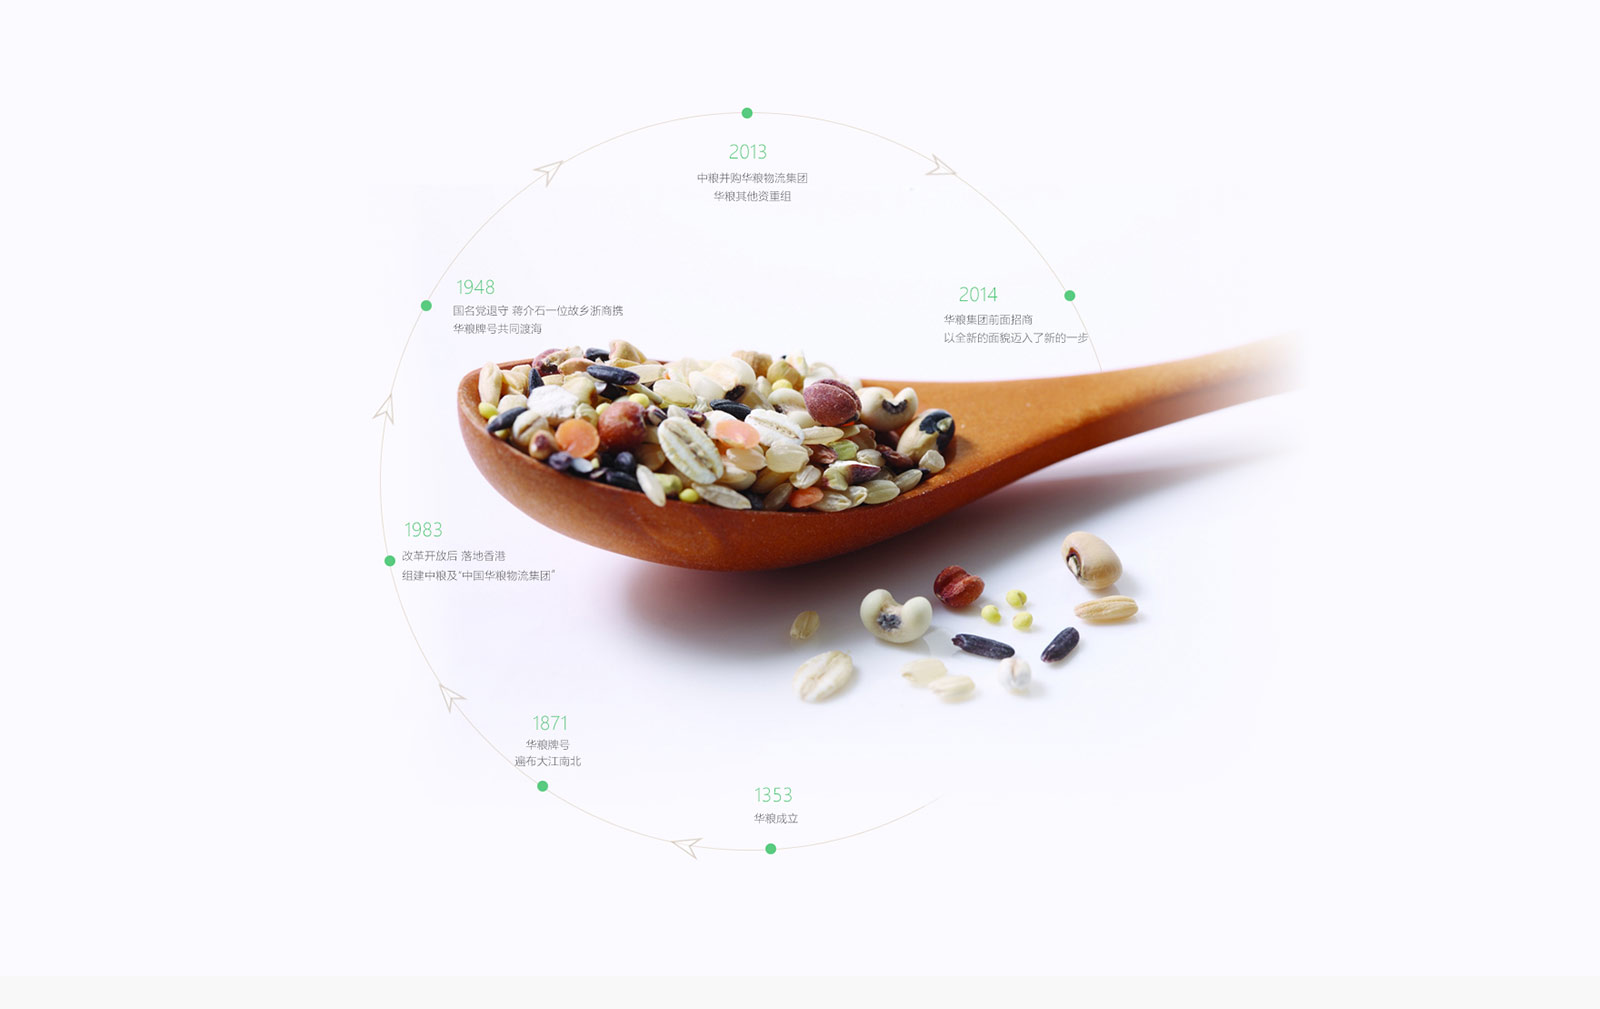 2013
中粮并购华粮物流集团
华粮其他资重组
1948
国名党退守 蒋介石一位故乡浙商携
华粮牌号共同渡海
2014
华粮集团前面招商
以全新的面貌迈入了新的一步
1983
改革开放后 落地香港
组建中粮及“中国华粮物流集团”
1871
华粮牌号
遍布大江南北
1353
华粮成立